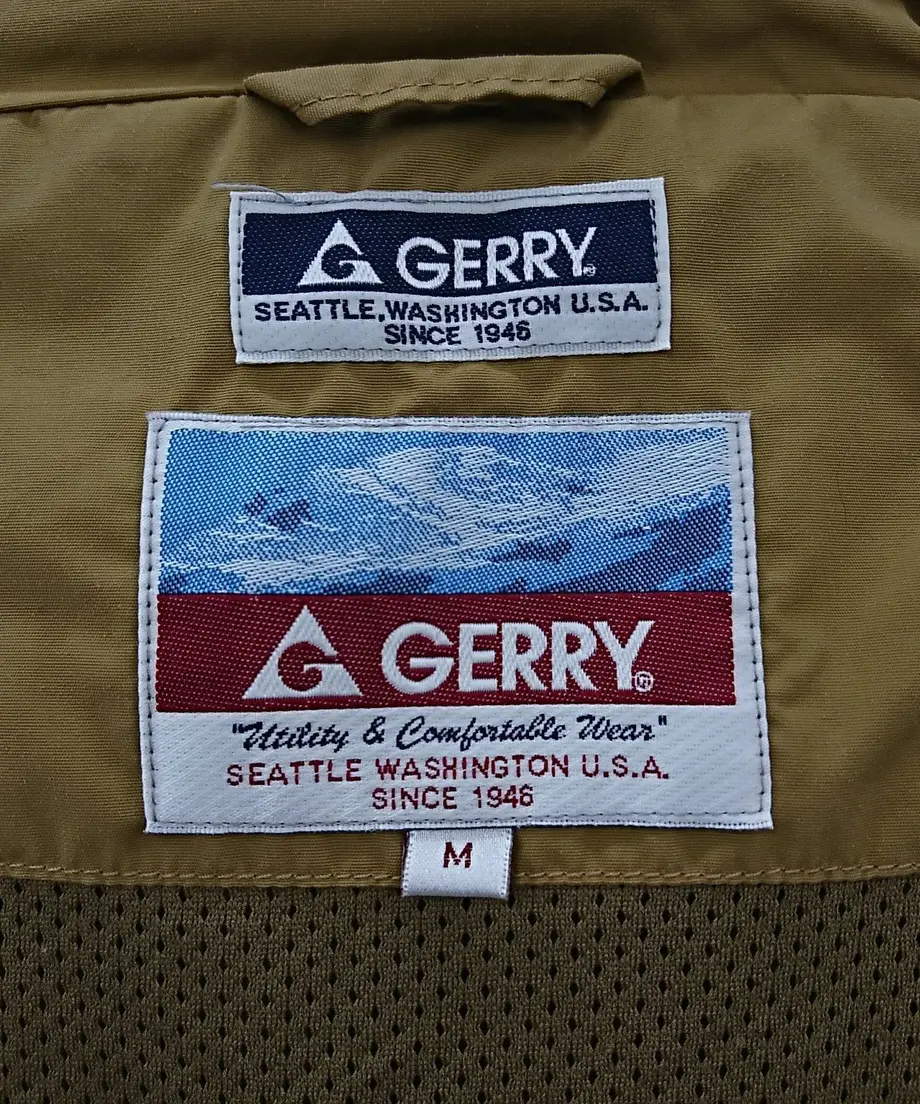 GERRY®
SEATTLE, WASHINGTON U.S.A.
SINCE 1946
GERRY®
"Utility & Comfortable Wear"
SEATTLE WASHINGTON U.S.A.
SINCE 1946
M